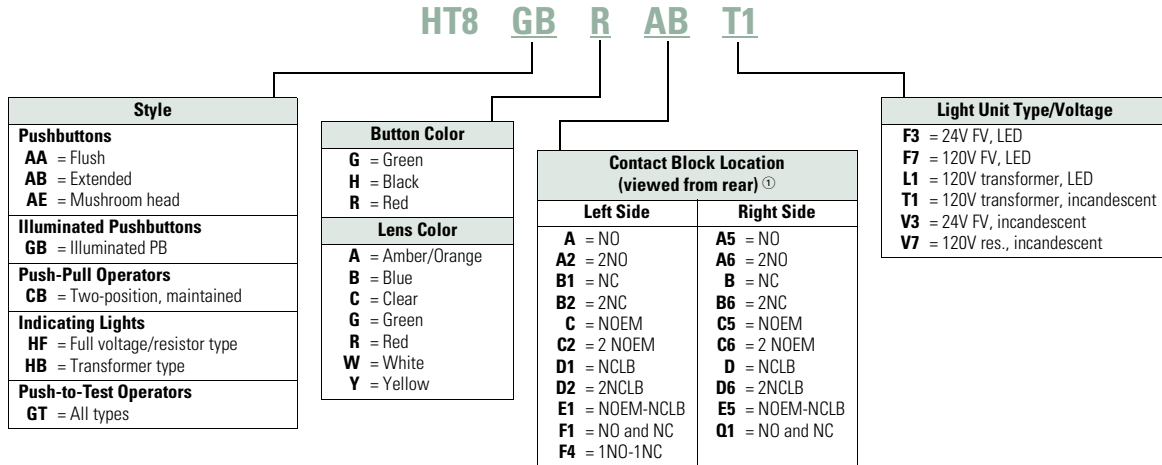 HT8 GB R AB T1
Style
Pushbuttons
AA = Flush
AB = Extended
AE = Mushroom head
Illuminated Pushbuttons
GB = Illuminated PB
Push-Pull Operators
CB = Two-position, maintained
Indicating Lights
HF = Full voltage/resistor type
HB = Transformer type
Push-to-Test Operators
GT = All types
Button Color
G = Green
H = Black
R = Red
Lens Color
A = Amber/Orange
B = Blue
C = Clear
G = Green
R = Red
W = White
Y = Yellow
Contact Block Location
(viewed from rear) ①
Left Side
A = NO
A2 = 2NO
B1 = NC
B2 = 2NC
C = NOEM
C2 = 2 NOEM
D1 = NCLB
D2 = 2NCLB
E1 = NOEM-NCLB
F1 = NO and NC
F4 = 1NO-1NC
Right Side
A5 = NO
A6 = 2NO
B = NC
B6 = 2NC
C5 = NOEM
C6 = 2 NOEM
D = NCLB
D6 = 2NCLB
E5 = NOEM-NCLB
Q1 = NO and NC
Light Unit Type/Voltage
F3 = 24V FV, LED
F7 = 120V FV, LED
L1 = 120V transformer, LED
T1 = 120V transformer, incandescent
V3 = 24V FV, incandescent
V7 = 120V res., incandescent